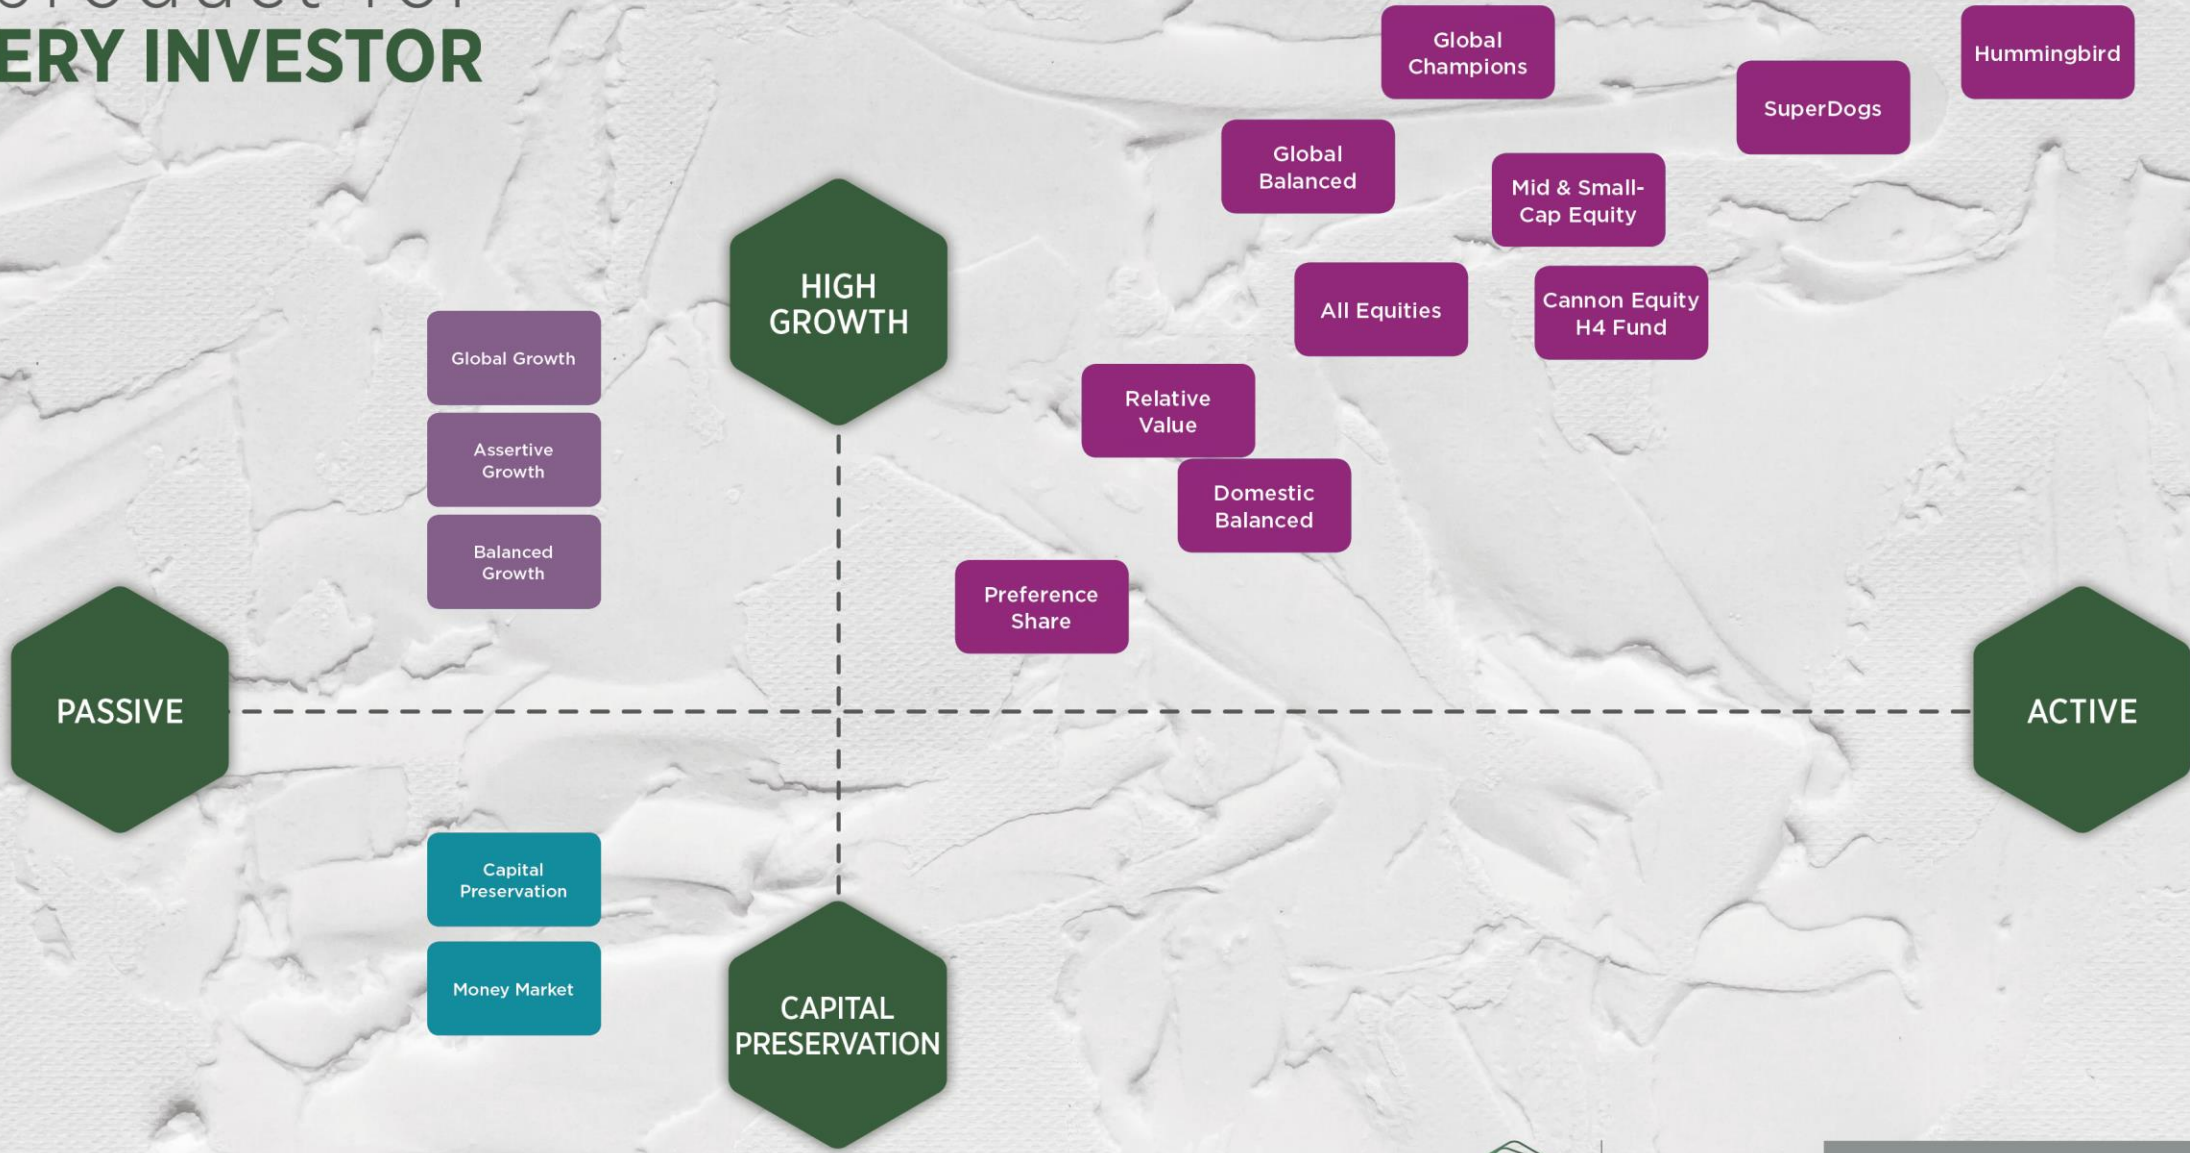 product for
ERY INVESTOR
Global
Champions
Hummingbird
SuperDogs
Global
Balanced
Mid & Small-
Cap Equity
HIGH
GROWTH
All Equities
Cannon Equity
H4 Fund
Global Growth
Relative
Value
Assertive
Growth
Domestic
Balanced
Balanced
Growth
Preference
Share
PASSIVE
ACTIVE
Capital
Preservation
Money Market
CAPITAL
PRESERVATION